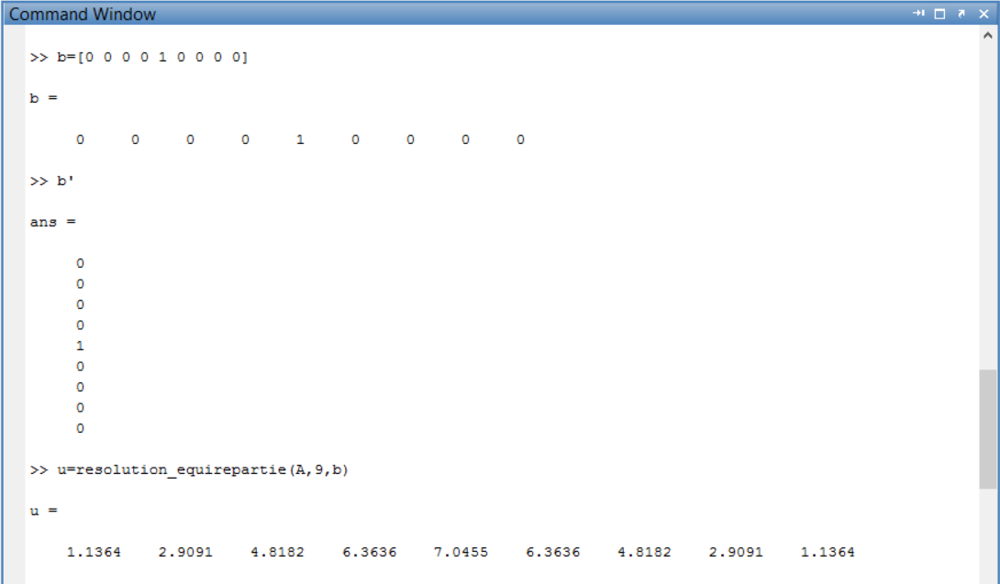 Command Window
>> b=[0 0 0 0 1 0 0 0 0]
b =
0 0 0 0 1 0 0 0 0
>> b'
ans =
0
0
0
0
1
0
0
0
0
>> u=resolution_equirepartie(A,9,b)
u =
1.1364 2.9091 4.8182 6.3636 7.0455 6.3636 4.8182 2.9091 1.1364